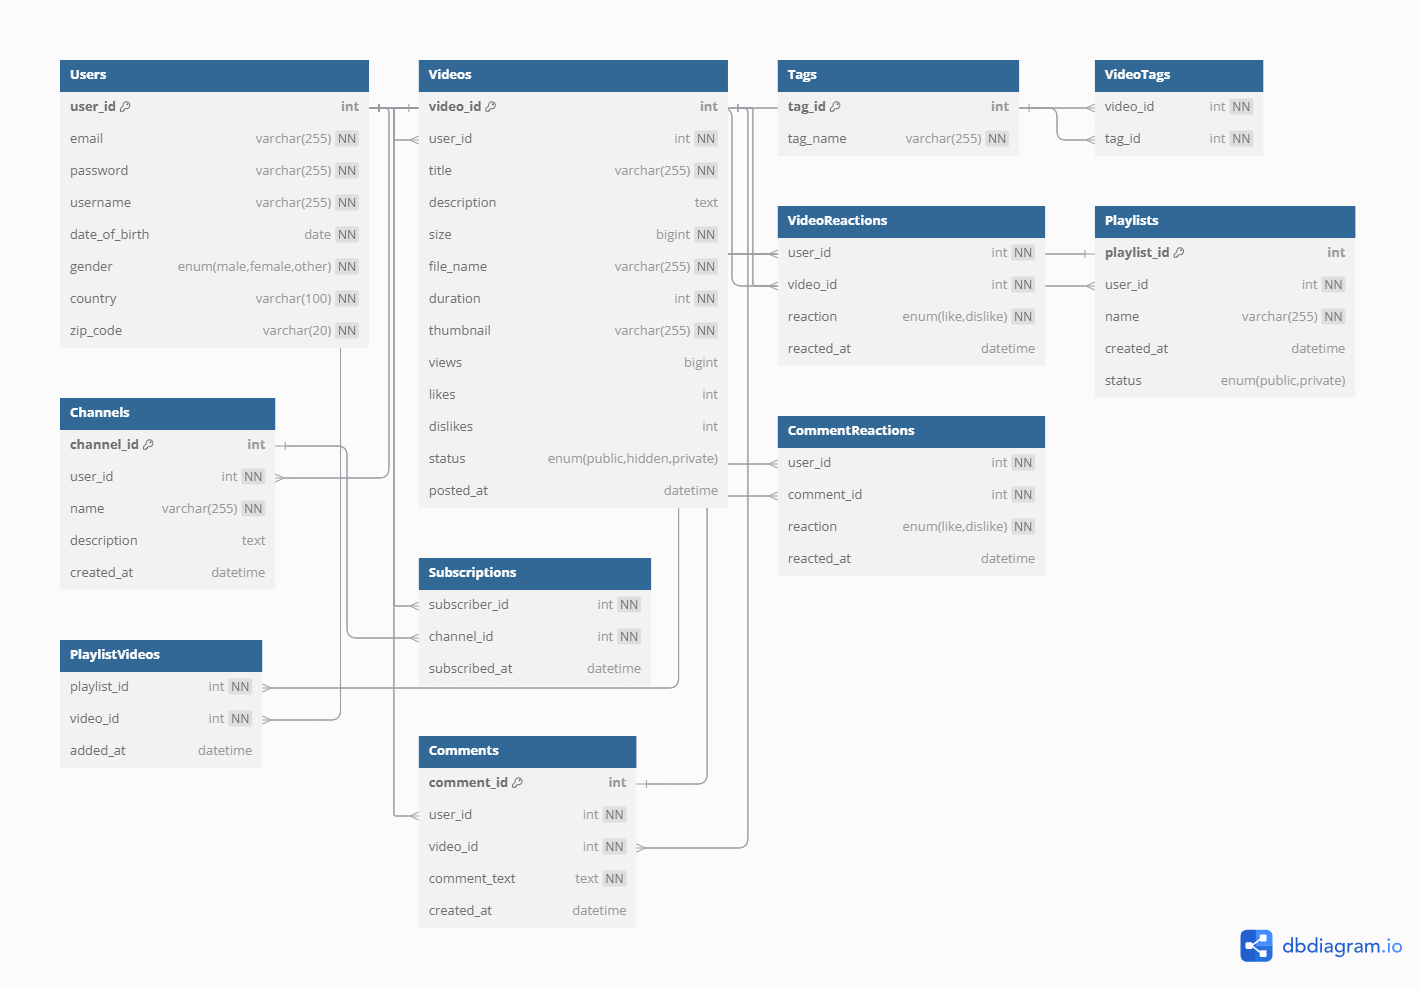 Users
user_id int
email varchar(255) NN
password varchar(255) NN
username varchar(255) NN
date_of_birth date NN
gender enum(male,female,other) NN
country varchar(100) NN
zip_code varchar(20) NN
Videos
video_id int
user_id int NN
title varchar(255) NN
description text
size bigint NN
file_name varchar(255) NN
duration int NN
thumbnail varchar(255) NN
views bigint
likes int
dislikes int
status enum(public,hidden,private)
posted_at datetime
Tags
tag_id int
tag_name varchar(255) NN
VideoTags
video_id int NN
tag_id int NN
VideoReactions
user_id int NN
video_id int NN
reaction enum(like,dislike) NN
reacted_at datetime
Playlists
playlist_id int
user_id int NN
name varchar(255) NN
created_at datetime
status enum(public,private)
Channels
channel_id int
user_id int NN
name varchar(255) NN
description text
created_at datetime
CommentReactions
user_id int NN
comment_id int NN
reaction enum(like,dislike) NN
reacted_at datetime
Subscriptions
subscriber_id int NN
channel_id int NN
subscribed_at datetime
PlaylistVideos
playlist_id int NN
video_id int NN
added_at datetime
Comments
comment_id int
user_id int NN
video_id int NN
comment_text text NN
created_at datetime
dbdiagram.io